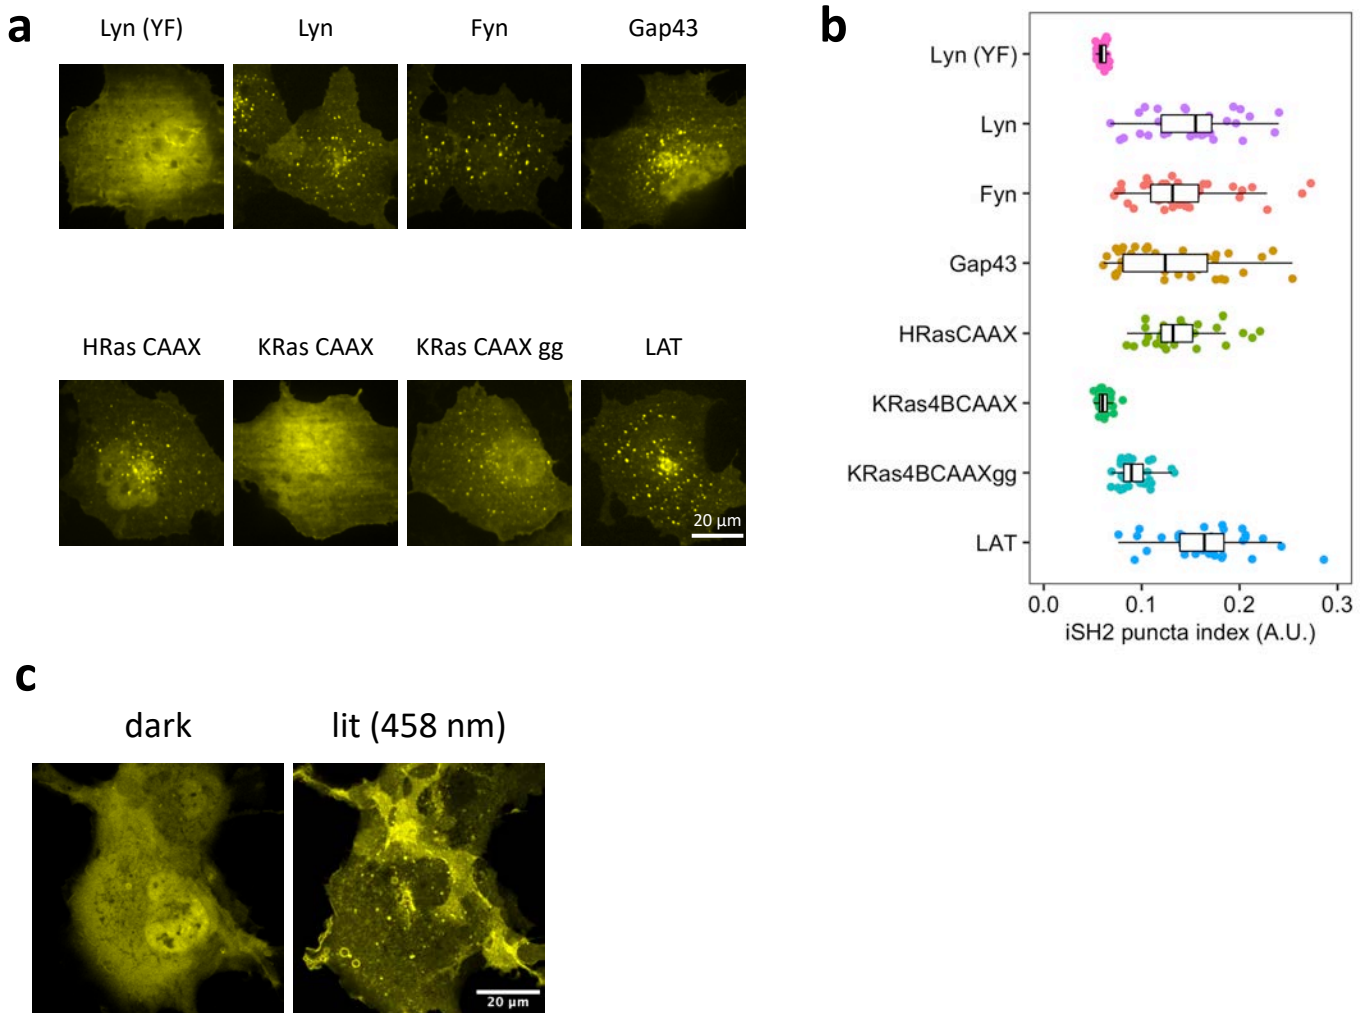 a
Lyn (YF)
Lyn
Fyn
Gap43
HRas CAAX
KRas CAAX
KRas CAAX gg
LAT
20 µm
b
Lyn (YF)
Lyn
Fyn
Gap43
HRasCAAX
KRas4BCAAX
KRas4BCAAXgg
LAT
0.0 0.1 0.2 0.3
iSH2 puncta index (A.U.)
c
dark
lit (458 nm)
20 µm